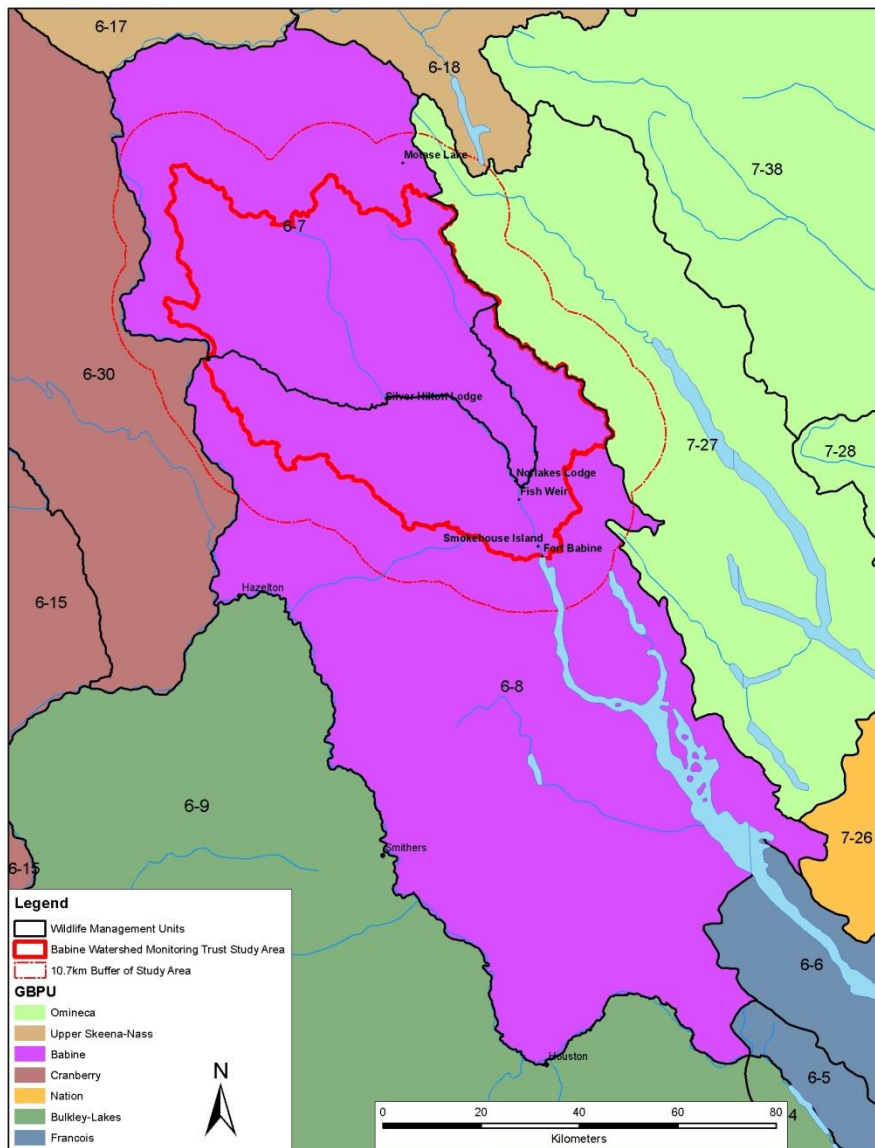 6-17
6-18
Motase Lake
7-38
6-7
6-30
Silver Hilton Lodge
7-27
7-28
Norlakes Lodge
Fish Weir
Smokehouse Island
Fort Babine
6-15
Hazelton
6-8
6-9
7-26
Smithers
6-15
6-6
Legend
Wildlife Management Units
Babine Watershed Monitoring Trust Study Area
10.7km Buffer of Study Area
GBPU
Omineca
Upper Skeena-Nass
Babine
Cranberry
Nation
Bulkley-Lakes
Francois
N
Houston
6-5
4
0 20 40 60 80
Kilometers